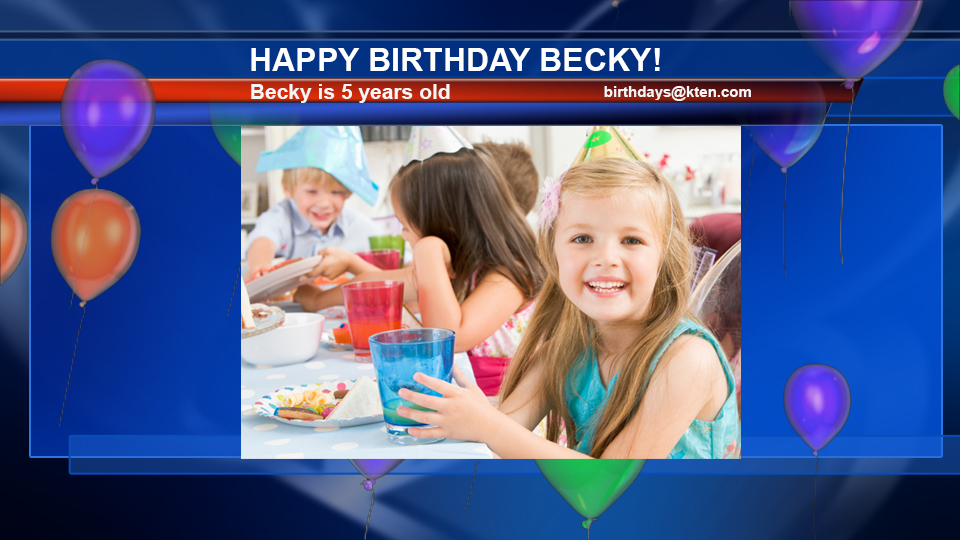 HAPPY BIRTHDAY BECKY!
Becky is 5 years old birthdays@kten.com